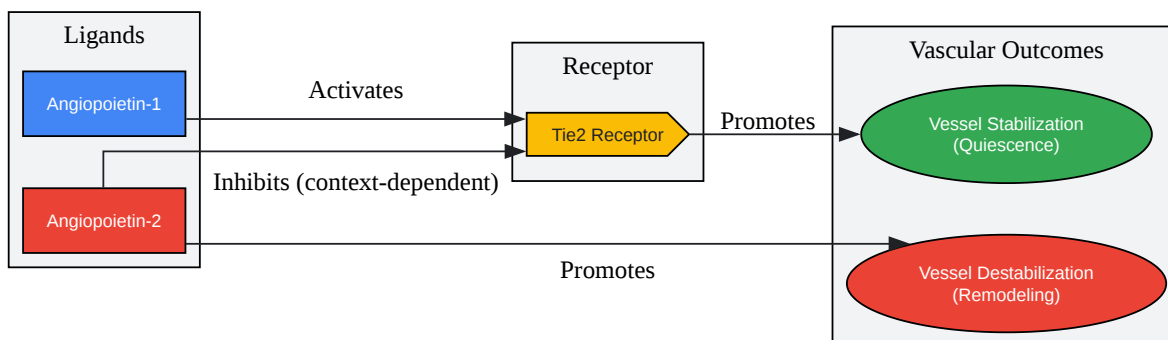 Ligands
Angiopoietin-1
Angiopoietin-2
Activates
Inhibits (context-dependent)
Promotes
Receptor
Tie2 Receptor
Promotes
Vascular Outcomes
Vessel Stabilization
(Quiescence)
Vessel Destabilization
(Remodeling)